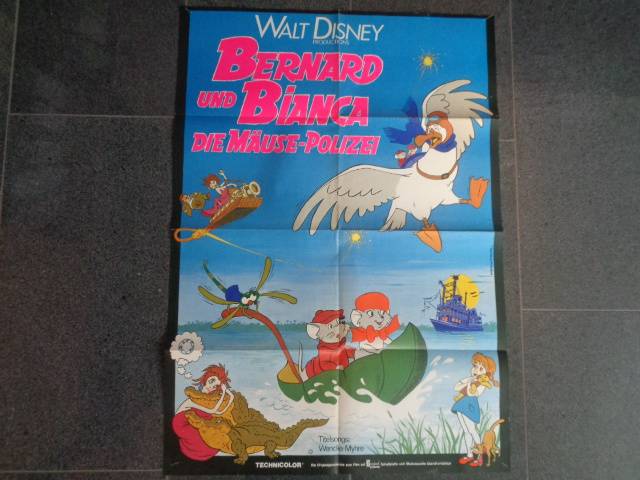 WALT DISNEY
PRODUCTIONS
BERNARD
UND BIANCA
DIE MÄUSE-POLIZEI
Titelsongs:
Wencke Myhre
TECHNICOLOR®